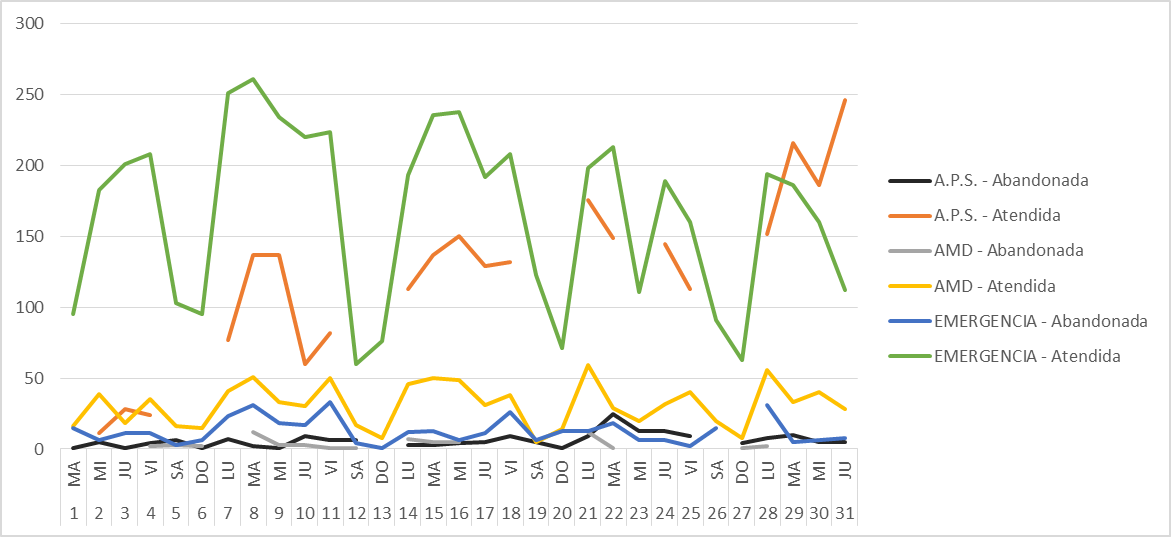 300
250
200
150
100
50
0
MA MI JU VI SA DO LU MA MI JU VI SA DO LU MA MI JU VI SA DO LU MA MI JU VI SA DO LU MA MI JU
1 2 3 4 5 6 7 8 9 10 11 12 13 14 15 16 17 18 19 20 21 22 23 24 25 26 27 28 29 30 31
A.P.S. - Abandonada
A.P.S. - Atendida
AMD - Abandonada
AMD - Atendida
EMERGENCIA - Abandonada
EMERGENCIA - Atendida